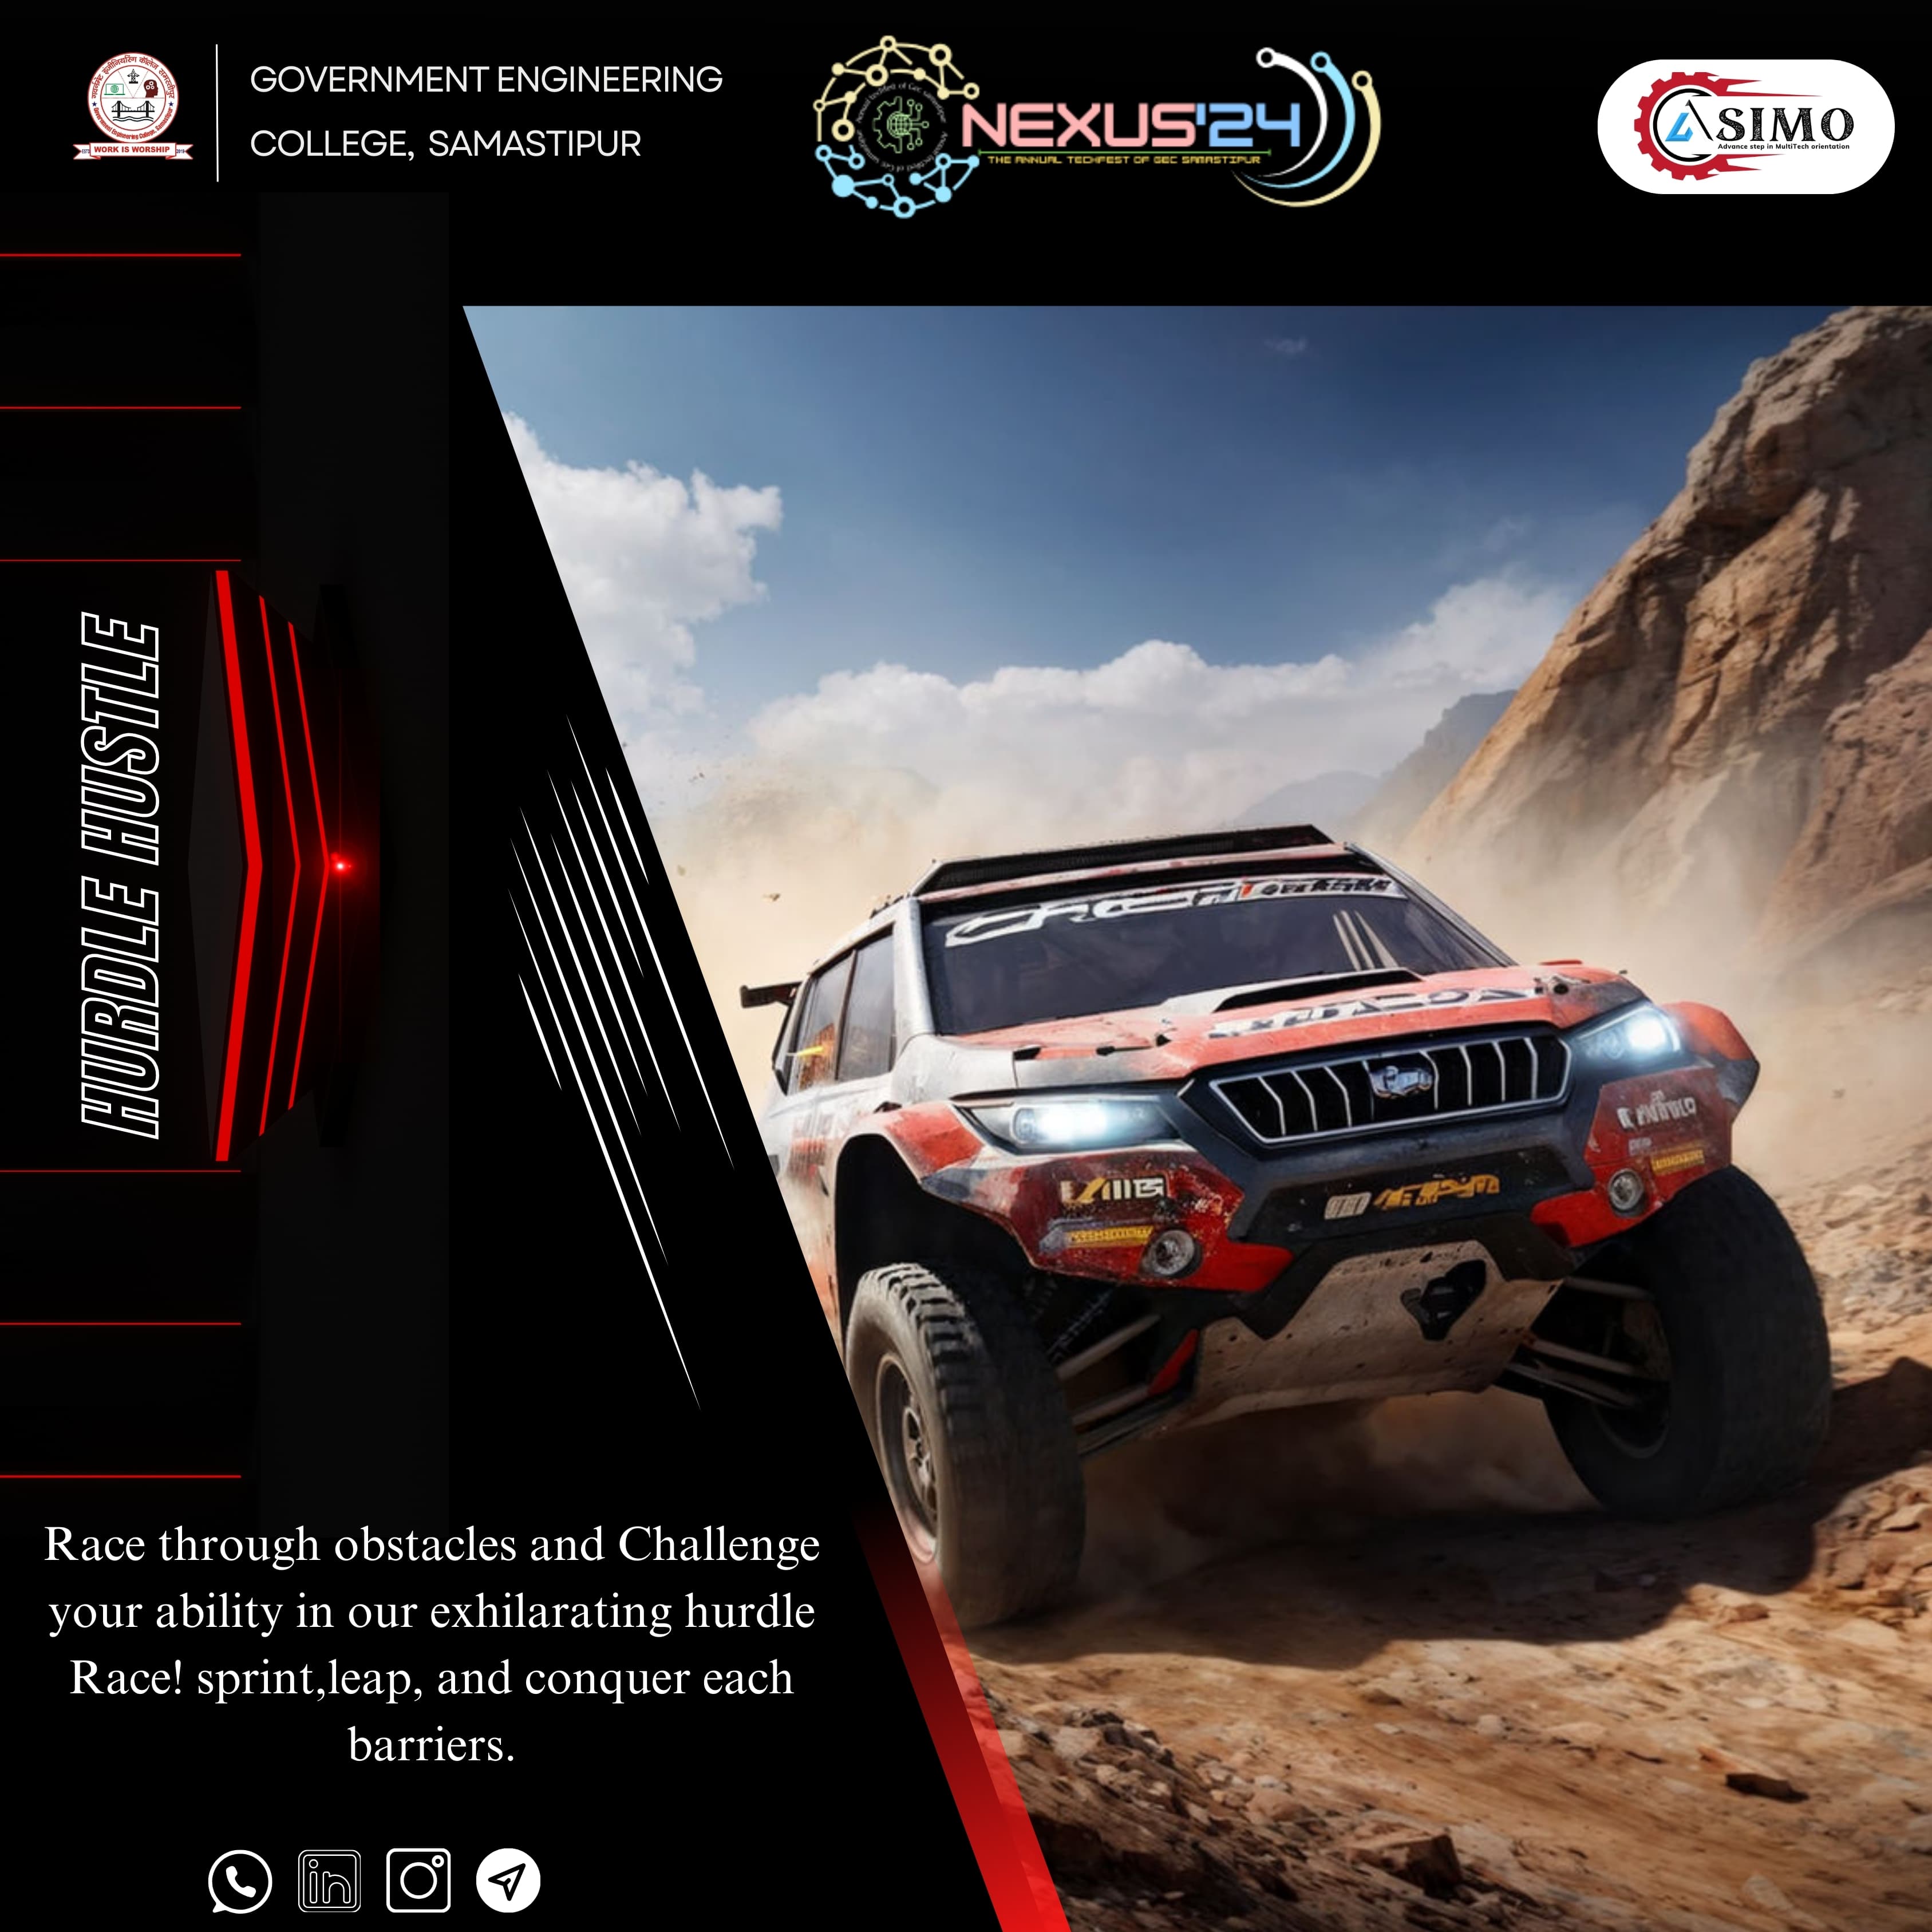 GOVERNMENT ENGINEERING
COLLEGE, SAMASTIPUR
WORK IS WORSHIP
NEXUS'24
THE ANNUAL TECHFEST OF GEC SAMASTIPUR
ASIMO
Advance step in MultiTech orientation
HURDLE HUSTLE
Race through obstacles and Challenge
your ability in our exhilarating hurdle
Race! sprint,leap, and conquer each
barriers.
in